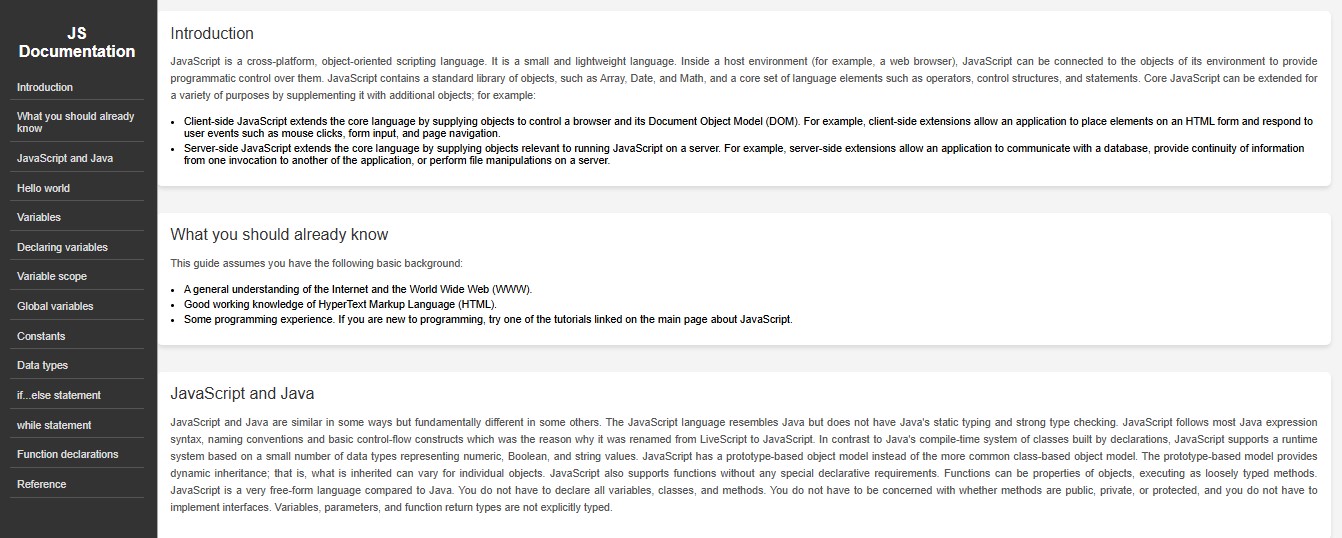 JS
Documentation
Introduction
What you should already
know
JavaScript and Java
Hello world
Variables
Declaring variables
Variable scope
Global variables
Constants
Data types
if...else statement
while statement
Function declarations
Reference
Introduction
JavaScript is a cross-platform, object-oriented scripting language. It is a small and lightweight language. Inside a host environment (for example, a web browser), JavaScript can be connected to the objects of its environment to provide
programmatic control over them. JavaScript contains a standard library of objects, such as Array, Date, and Math, and a core set of language elements such as operators, control structures, and statements. Core JavaScript can be extended for
a variety of purposes by supplementing it with additional objects; for example:
• Client-side JavaScript extends the core language by supplying objects to control a browser and its Document Object Model (DOM). For example, client-side extensions allow an application to place elements on an HTML form and respond to
user events such as mouse clicks, form input, and page navigation.
• Server-side JavaScript extends the core language by supplying objects relevant to running JavaScript on a server. For example, server-side extensions allow an application to communicate with a database, provide continuity of information
from one invocation to another of the application, or perform file manipulations on a server.
What you should already know
This guide assumes you have the following basic background:
• A general understanding of the Internet and the World Wide Web (WWW).
• Good working knowledge of HyperText Markup Language (HTML).
• Some programming experience. If you are new to programming, try one of the tutorials linked on the main page about JavaScript.
JavaScript and Java
JavaScript and Java are similar in some ways but fundamentally different in some others. The JavaScript language resembles Java but does not have Java's static typing and strong type checking. JavaScript follows most Java expression
syntax, naming conventions and basic control-flow constructs which was the reason why it was renamed from LiveScript to JavaScript. In contrast to Java's compile-time system of classes built by declarations, JavaScript supports a runtime
system based on a small number of data types representing numeric, Boolean, and string values. JavaScript has a prototype-based object model instead of the more common class-based object model. The prototype-based model provides
dynamic inheritance; that is, what is inherited can vary for individual objects. JavaScript also supports functions without any special declarative requirements. Functions can be properties of objects, executing as loosely typed methods.
JavaScript is a very free-form language compared to Java. You do not have to declare all variables, classes, and methods. You do not have to be concerned with whether methods are public, private, or protected, and you do not have to
implement interfaces. Variables, parameters, and function return types are not explicitly typed.